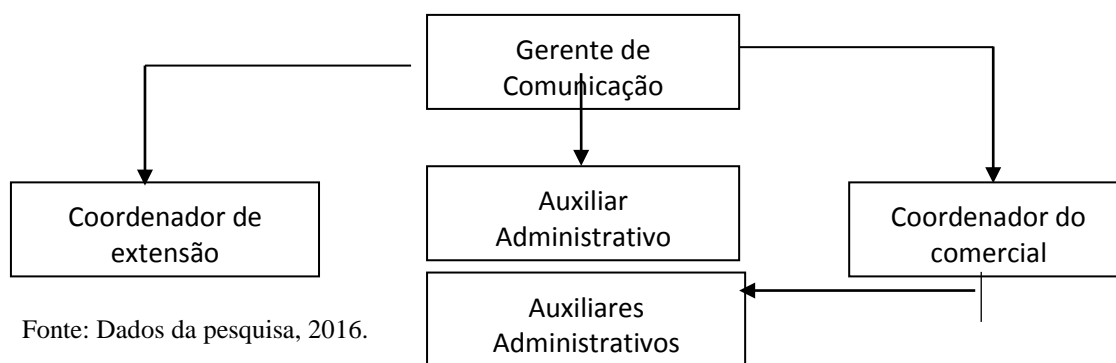 Gerente de
Comunicação
Coordenador de
extensão
Auxiliar
Administrativo
Coordenador do
comercial
Auxiliares
Administrativos
Fonte: Dados da pesquisa, 2016.